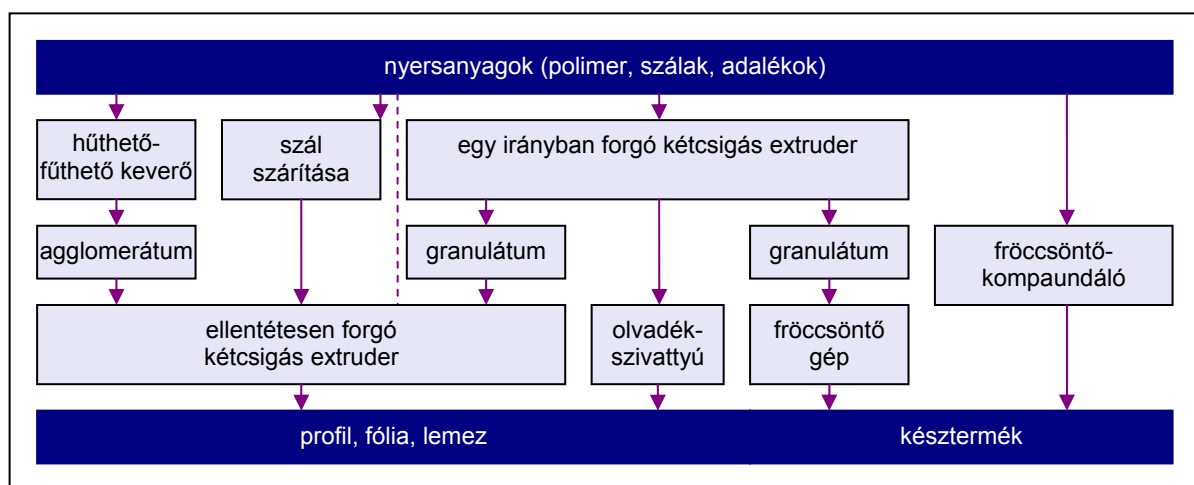 nyersanyagok (polimer, szálak, adalékok)
hűthető-
fűthető keverő
szál
szárítása
egy irányban forgó kétcsigás extruder
agglomerátum
granulátum
granulátum
fröccsöntő-
kompaundáló
ellentétesen forgó
kétcsigás extruder
olvadék-
szivattyú
fröccsöntő
gép
profil, fólia, lemez
késztermék